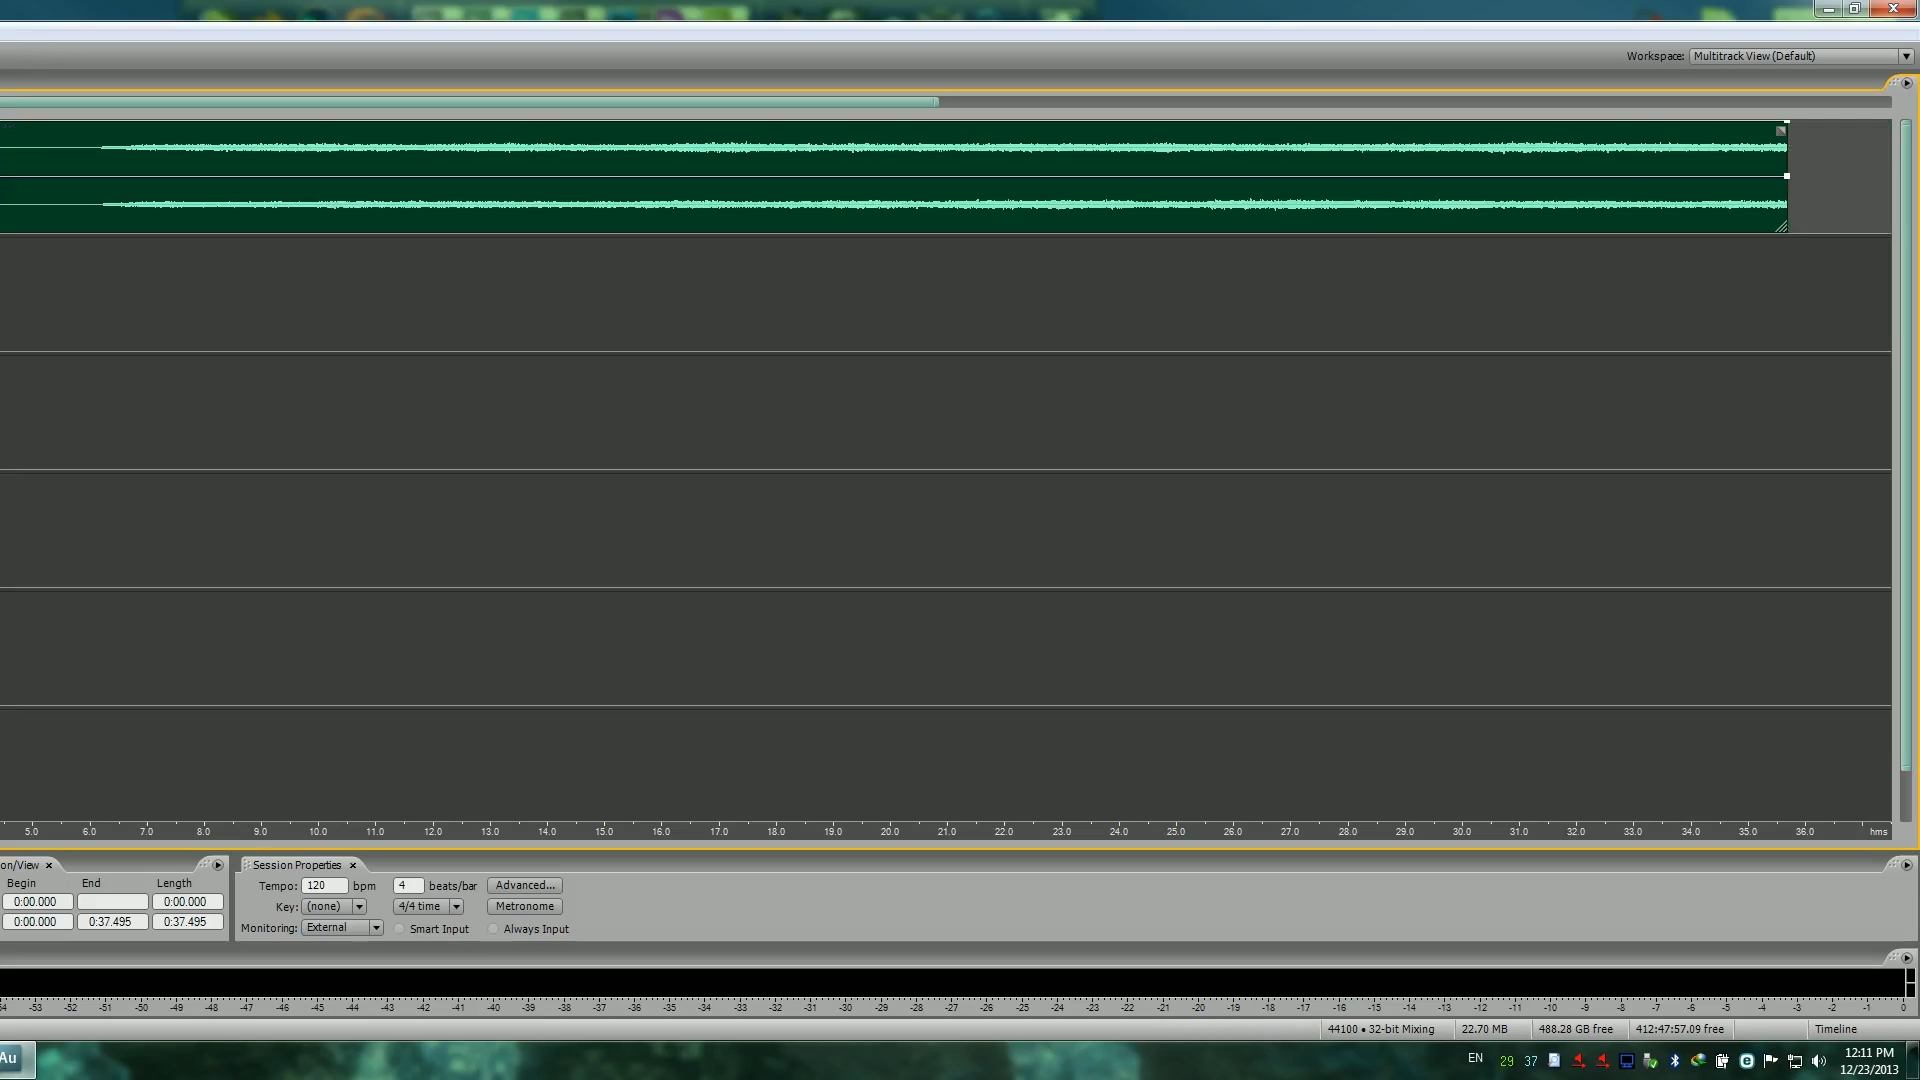 Workspace: Multitrack View (Default)
5.0 6.0 7.0 8.0 9.0 10.0 11.0 12.0 13.0 14.0 15.0 16.0 17.0 18.0 19.0 20.0 21.0 22.0 23.0 24.0 25.0 26.0 27.0 28.0 29.0 30.0 31.0 32.0 33.0 34.0 35.0 36.0 hms
on/View Session Properties
Begin End Length
Tempo: 120 bpm 4 beats/bar Advanced...
0:00.000 0:00.000
Key: (none) 4/4 time Metronome
0:00.000 0:37.495 0:37.495
Monitoring: External Smart Input Always Input
54 -53 -52 -51 -50 -49 -48 -47 -46 -45 -44 -43 -42 -41 -40 -39 -38 -37 -36 -35 -34 -33 -32 -31 -30 -29 -28 -27 -26 -25 -24 -23 -22 -21 -20 -19 -18 -17 -16 -15 -14 -13 -12 -11 -10 -9 -8 -7 -6 -5 -4 -3 -2 -1 0
44100 • 32-bit Mixing 22.70 MB 488.28 GB free 412:47:57.09 free Timeline
Au EN 29 37 12:11 PM
12/23/2013